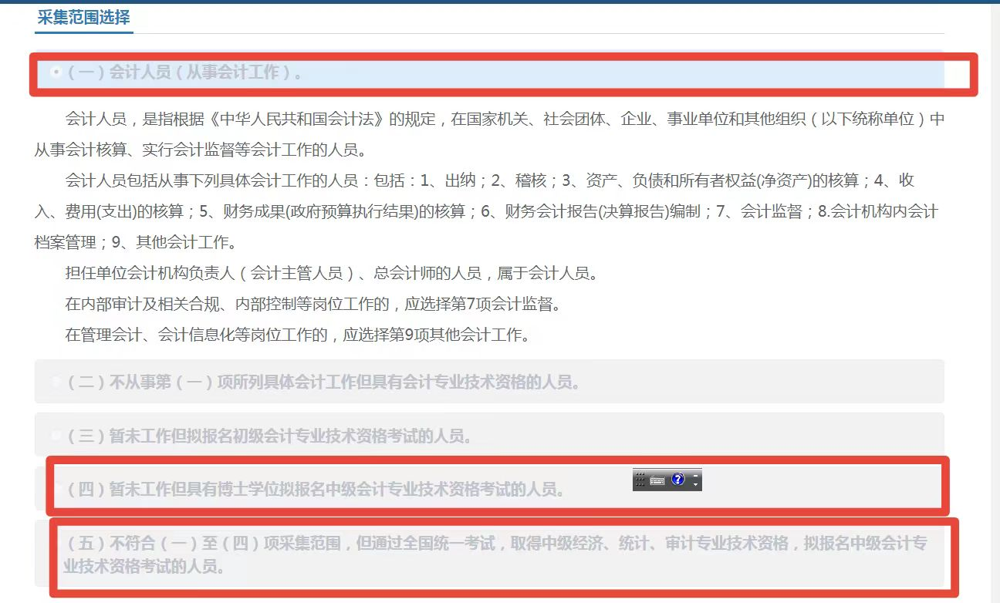 采集范围选择
（一）会计人员（从事会计工作）。
会计人员，是指根据《中华人民共和国会计法》的规定，在国家机关、社会团体、企业、事业单位和其他组织（以下统称单位）中
从事会计核算、实行会计监督等会计工作的人员。
会计人员包括从事下列具体会计工作的人员：包括：1、出纳；2、稽核；3、资产、负债和所有者权益(净资产)的核算；4、收
入、费用(支出)的核算；5、财务成果(政府预算执行结果)的核算；6、财务会计报告(决算报告)编制；7、会计监督；8.会计机构内会计
档案管理；9、其他会计工作。
担任单位会计机构负责人（会计主管人员）、总会计师的人员，属于会计人员。
在内部审计及相关合规、内部控制等岗位工作的，应选择第7项会计监督。
在管理会计、会计信息化等岗位工作的，应选择第9项其他会计工作。
（二）不从事第（一）项所列具体会计工作但具有会计专业技术资格的人员。
（三）暂未工作但拟报名初级会计专业技术资格考试的人员。
（四）暂未工作但具有博士学位拟报名中级会计专业技术资格考试的人员。
（五）不符合（一）至（四）项采集范围，但通过全国统一考试，取得中级经济、统计、审计专业技术资格，拟报名中级会计专
业技术资格考试的人员。